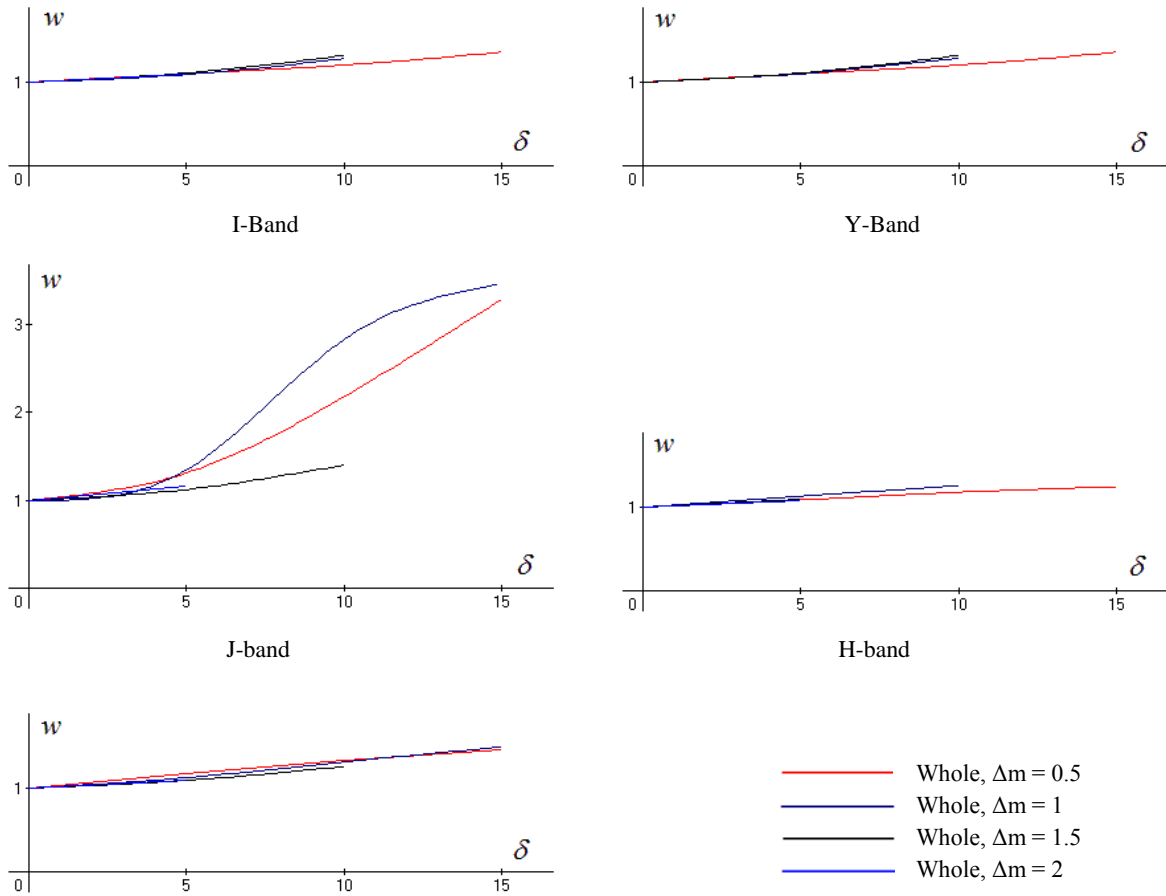 w
1
δ
0 5 10 15
I-Band
w
1
δ
0 5 10 15
Y-Band
w
3
2
1
δ
0 5 10 15
J-band
w
1
δ
0 5 10 15
H-band
w
1
δ
0 5 10 15
Whole, Δm = 0.5
Whole, Δm = 1
Whole, Δm = 1.5
Whole, Δm = 2